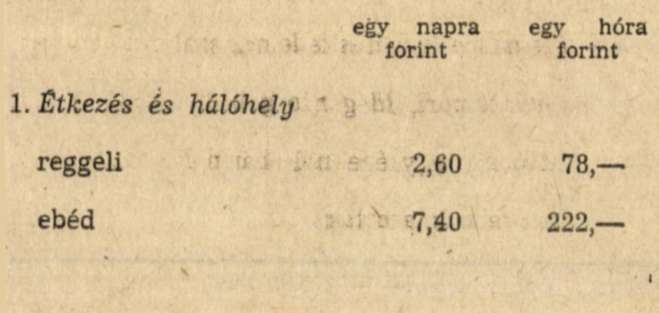 egy napra egy hóra
forint forint
1. Étkezés és hálóhely
reggeli 2,60 78,—
ebéd 7,40 222,—